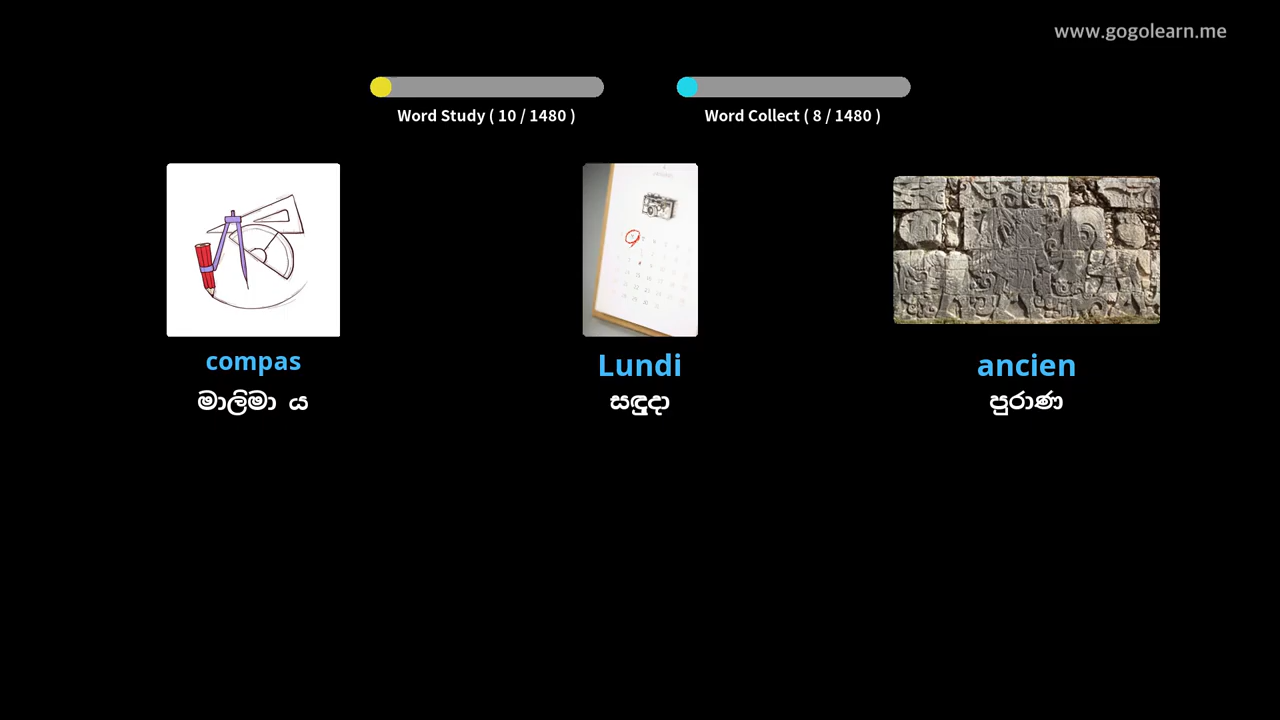 www.gogolearn.me
Word Study ( 10 / 1480 )
Word Collect ( 8 / 1480 )
compas
Lundi
ancien
මාලිමා ය
සඳුදා
පුරාණ